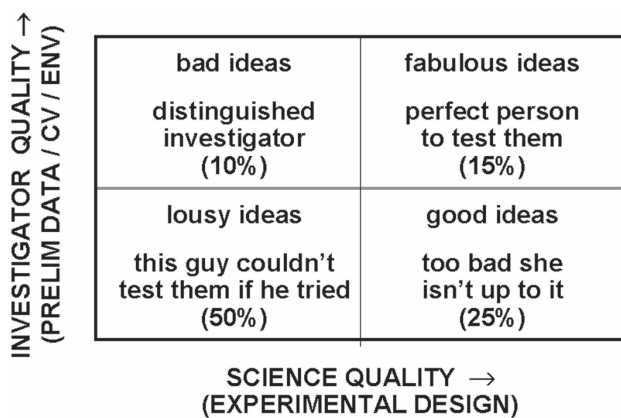 INVESTIGATOR QUALITY →
(PRELIM DATA / CV / ENV)
bad ideas
distinguished
investigator
(10%)
fabulous ideas
perfect person
to test them
(15%)
lousy ideas
this guy couldn't
test them if he tried
(50%)
good ideas
too bad she
isn't up to it
(25%)
SCIENCE QUALITY →
(EXPERIMENTAL DESIGN)